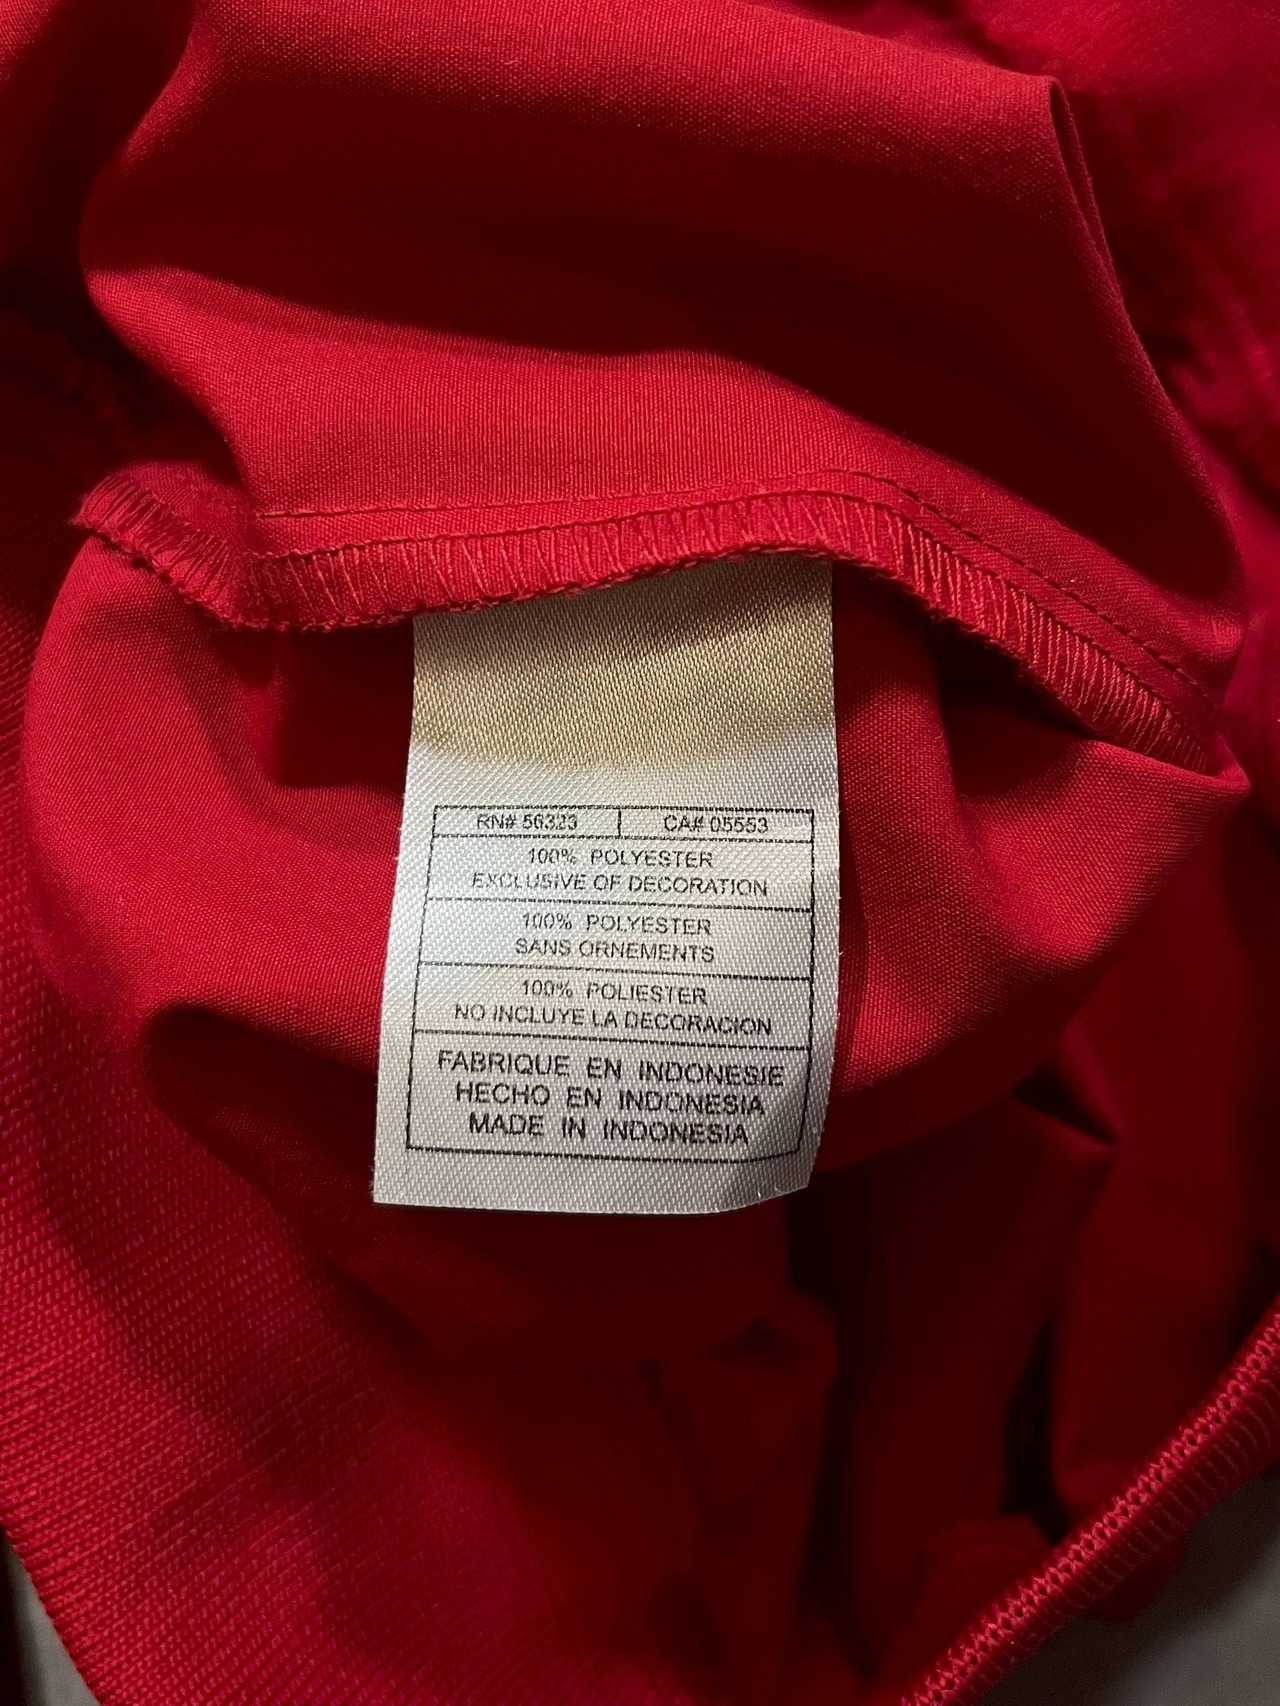 RN# 56323 CA# 05553
100% POLYESTER
EXCLUSIVE OF DECORATION
100% POLYESTER
SANS ORNEMENTS
100% POLIESTER
NO INCLUYE LA DECORACION
FABRIQUE EN INDONESIE
HECHO EN INDONESIA
MADE IN INDONESIA